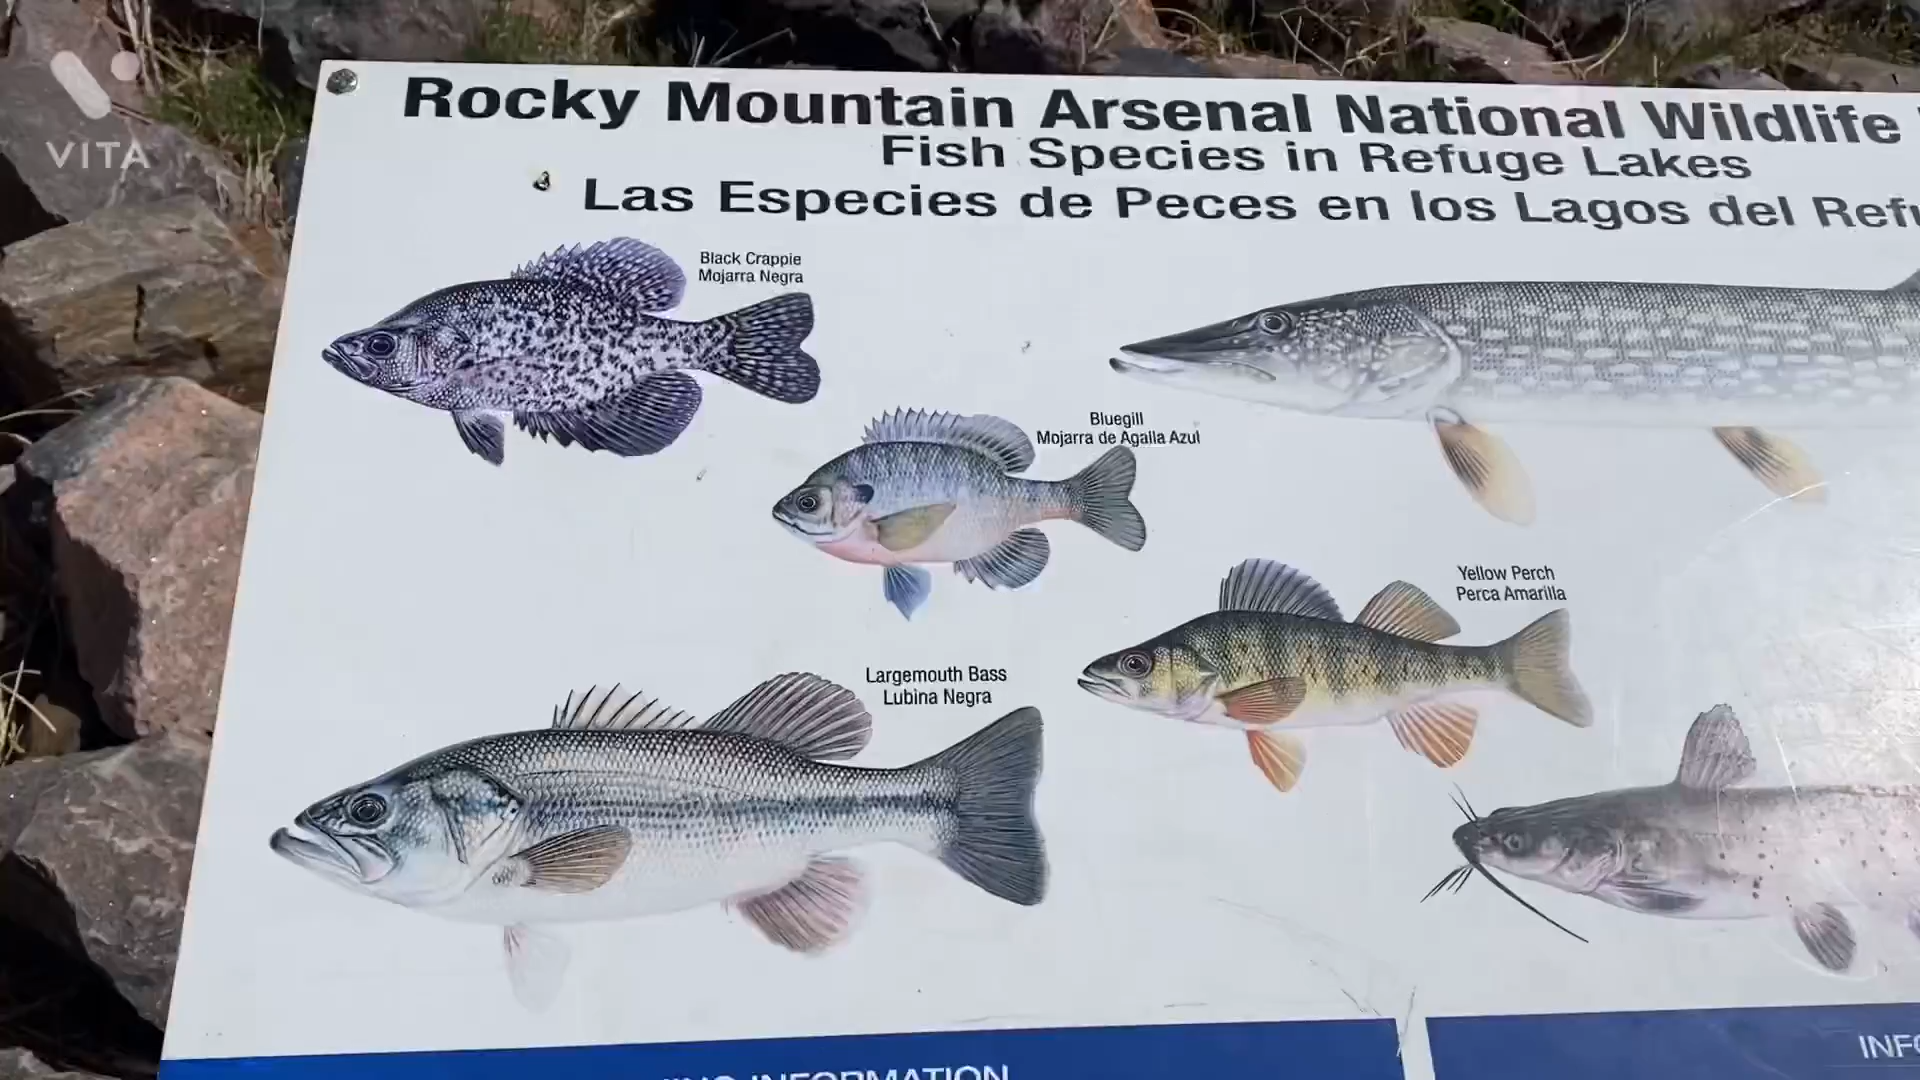 VITA
Rocky Mountain Arsenal National Wildlife
Fish Species in Refuge Lakes
Las Especies de Peces en los Lagos del
Black Crappie
Mojarra Negra
Bluegill
Mojarra de Agalla Azul
Yellow Perch
Perca Amarilla
Largemouth Bass
Lubina Negra
INFORMATION